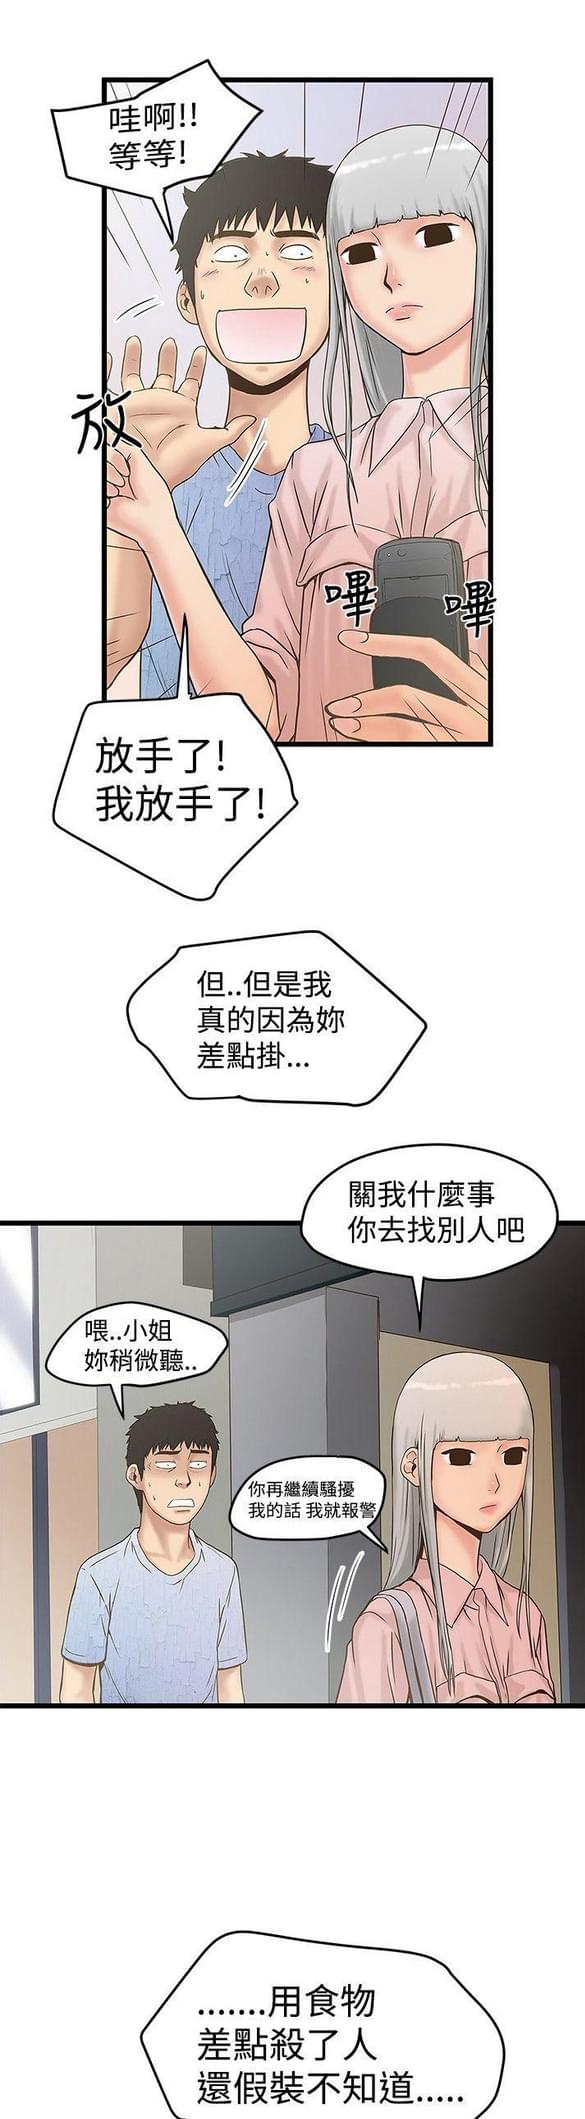 哇啊!!
等等!
放
嗶
嗶
放手了!
我放手了!
但..但是我
真的因為妳
差點掛...
關我什麼事
你去找別人吧
喂..小姐
妳稍微聽..
你再繼續騷擾
我的話 我就報警
.......用食物
差點殺了人
還假裝不知道.....